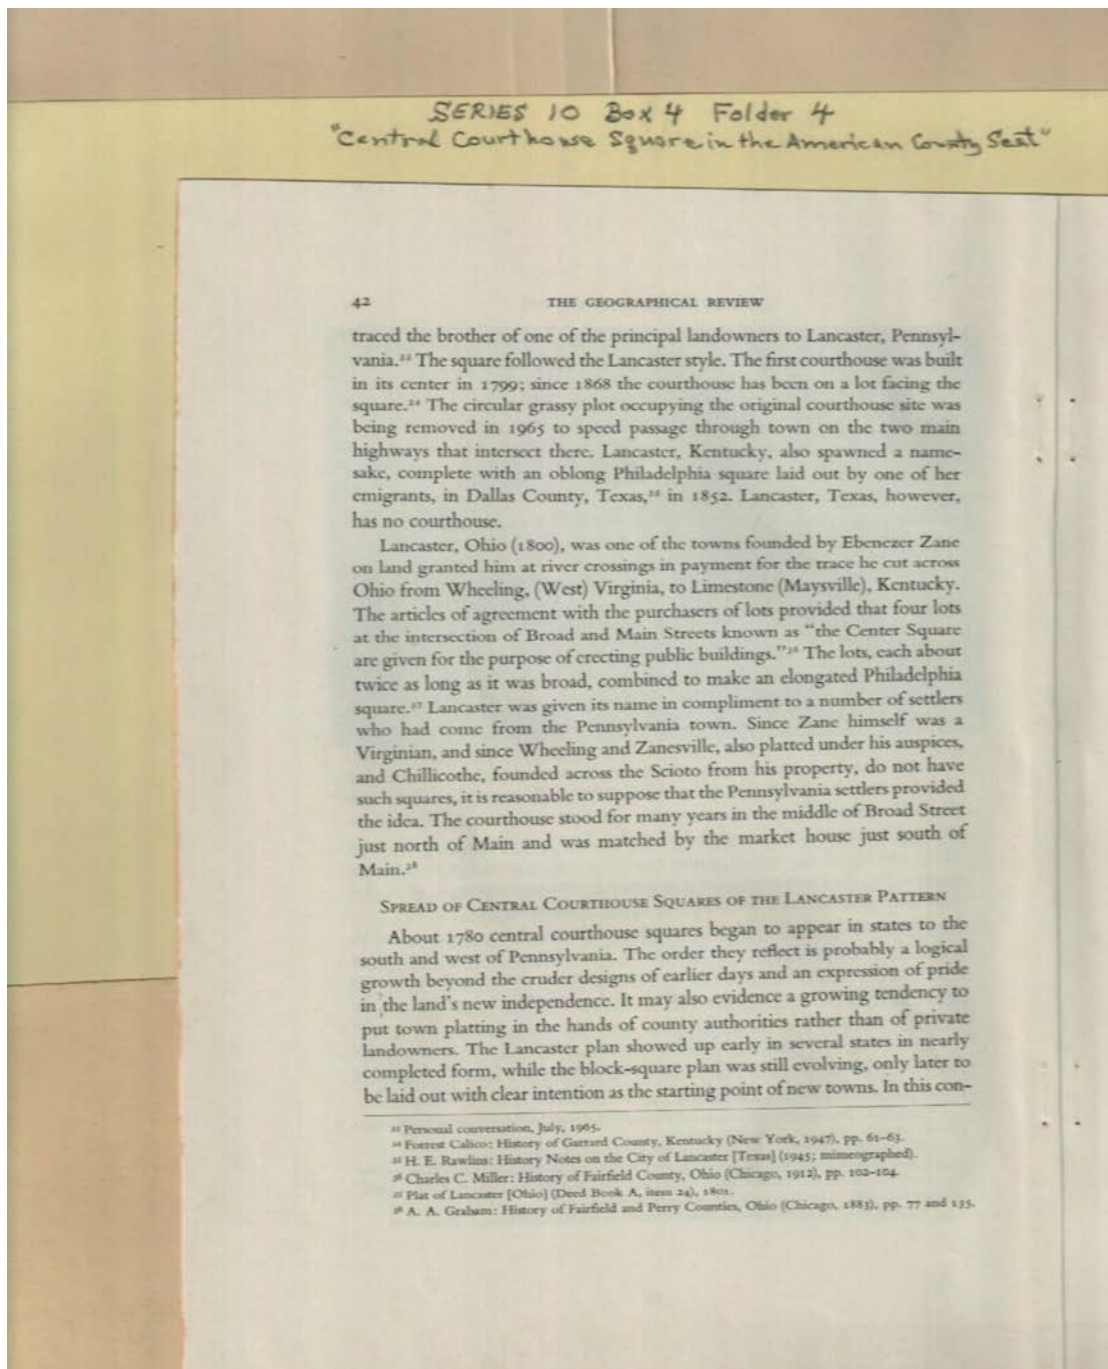 SERIES 10 Box 4 Folder 4
"Central Courthouse Square in the American County Seat"
42 THE GEOGRAPHICAL REVIEW
traced the brother of one of the principal landowners to Lancaster, Pennsyl-
vania.²³ The square followed the Lancaster style. The first courthouse was built
in its center in 1799; since 1868 the courthouse has been on a lot facing the
square.²⁴ The circular grassy plot occupying the original courthouse site was
being removed in 1965 to speed passage through town on the two main
highways that intersect there. Lancaster, Kentucky, also spawned a name-
sake, complete with an oblong Philadelphia square laid out by one of her
emigrants, in Dallas County, Texas,²⁵ in 1852. Lancaster, Texas, however,
has no courthouse.
Lancaster, Ohio (1800), was one of the towns founded by Ebenezer Zane
on land granted him at river crossings in payment for the trace he cut across
Ohio from Wheeling, (West) Virginia, to Limestone (Maysville), Kentucky.
The articles of agreement with the purchasers of lots provided that four lots
at the intersection of Broad and Main Streets known as “the Center Square
are given for the purpose of erecting public buildings.”²⁶ The lots, each about
twice as long as it was broad, combined to make an elongated Philadelphia
square.²⁷ Lancaster was given its name in compliment to a number of settlers
who had come from the Pennsylvania town. Since Zane himself was a
Virginian, and since Wheeling and Zanesville, also platted under his auspices,
and Chillicothe, founded across the Scioto from his property, do not have
such squares, it is reasonable to suppose that the Pennsylvania settlers provided
the idea. The courthouse stood for many years in the middle of Broad Street
just north of Main and was matched by the market house just south of
Main.²⁸
SPREAD OF CENTRAL COURTHOUSE SQUARES OF THE LANCASTER PATTERN
About 1780 central courthouse squares began to appear in states to the
south and west of Pennsylvania. The order they reflect is probably a logical
growth beyond the cruder designs of earlier days and an expression of pride
in the land's new independence. It may also evidence a growing tendency to
put town platting in the hands of county authorities rather than of private
landowners. The Lancaster plan showed up early in several states in nearly
completed form, while the block-square plan was still evolving, only later to
be laid out with clear intention as the starting point of new towns. In this con-
²³ Personal conversation, July, 1965.
²⁴ Forrest Calico: History of Garrard County, Kentucky (New York, 1947), pp. 61–63.
²⁵ H. E. Rawlins: History Notes on the City of Lancaster [Texas] (1945; mimeographed).
²⁶ Charles C. Miller: History of Fairfield County, Ohio (Chicago, 1912), pp. 102–104.
²⁷ Plat of Lancaster [Ohio] (Deed Book A, item 24), 1801.
²⁸ A. A. Graham: History of Fairfield and Perry Counties, Ohio (Chicago, 1883), pp. 77 and 135.